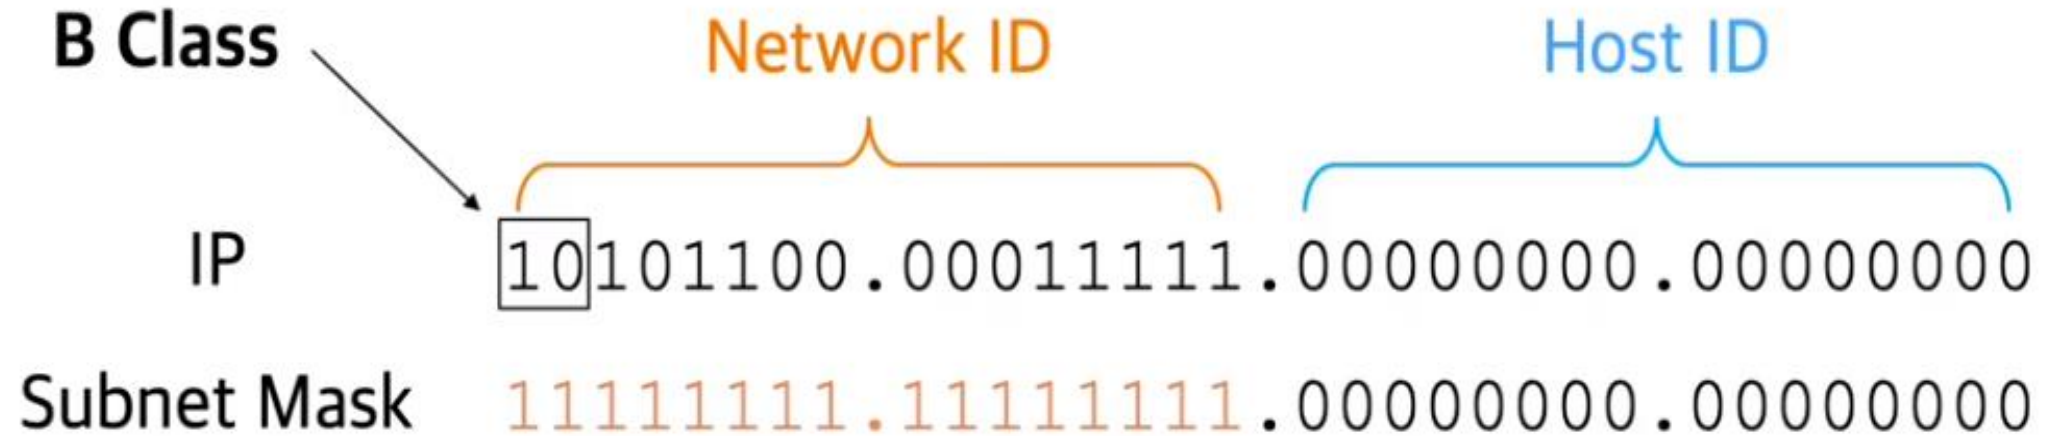 B Class
Network ID
Host ID
IP 10101100.00011111.00000000.00000000
Subnet Mask 11111111.11111111.00000000.00000000